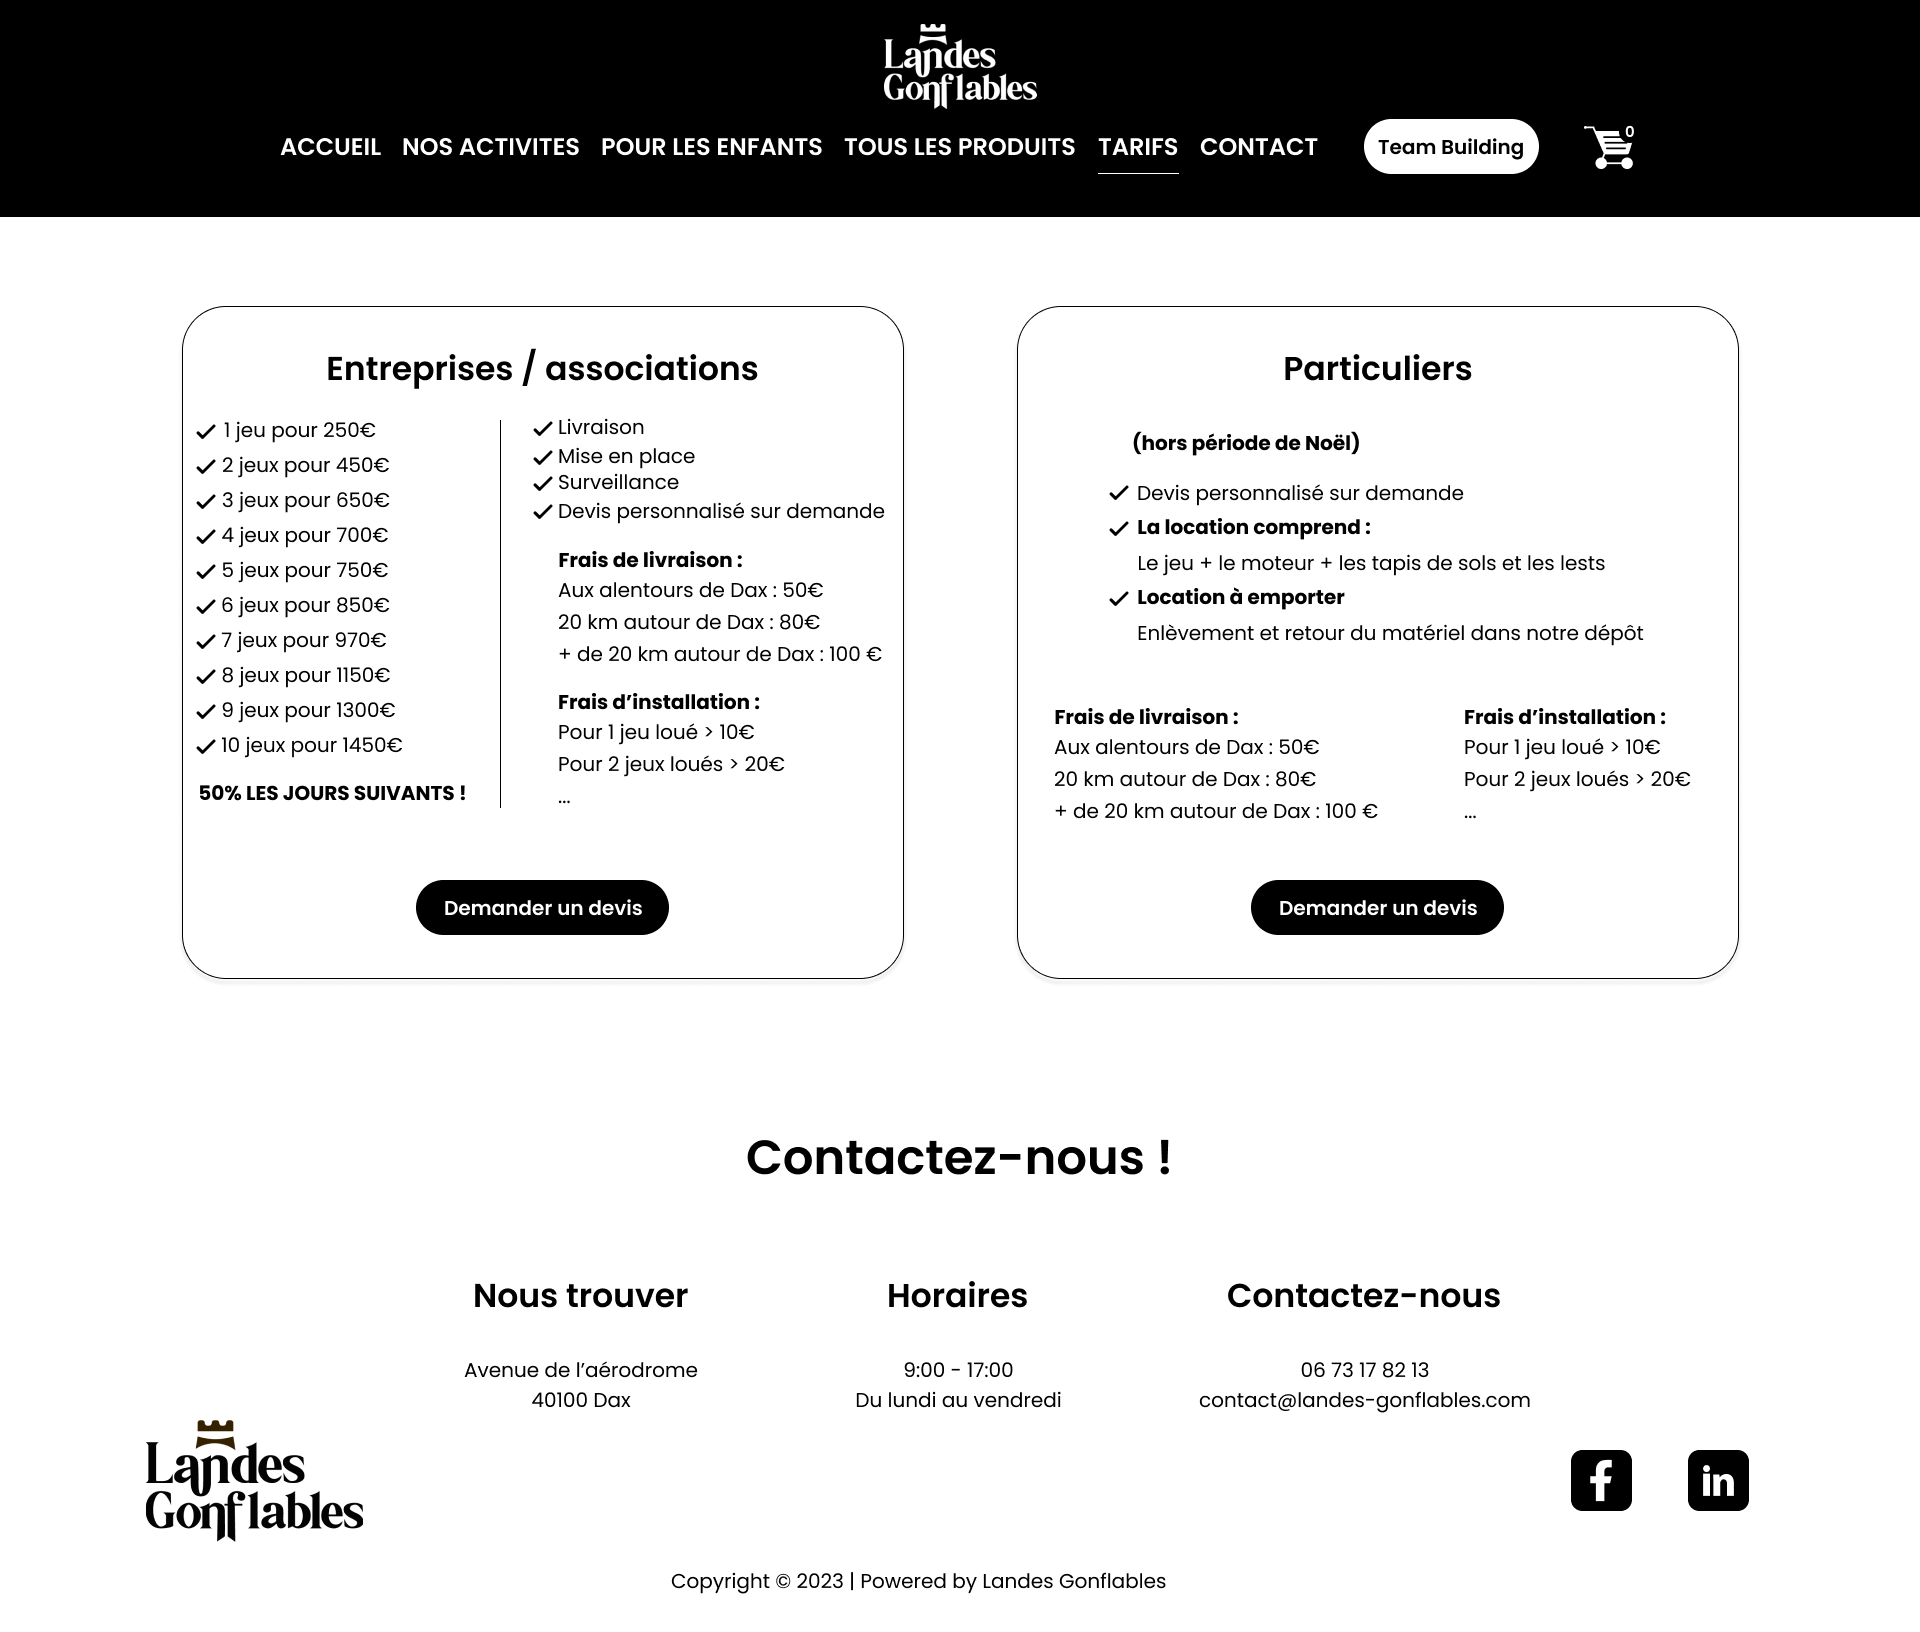 Landes
Gonflables
ACCUEIL NOS ACTIVITES POUR LES ENFANTS TOUS LES PRODUITS TARIFS CONTACT Team Building 0
Entreprises / associations
1 jeu pour 250€
2 jeux pour 450€
3 jeux pour 650€
4 jeux pour 700€
5 jeux pour 750€
6 jeux pour 850€
7 jeux pour 970€
8 jeux pour 1150€
9 jeux pour 1300€
10 jeux pour 1450€
50% LES JOURS SUIVANTS !
Livraison
Mise en place
Surveillance
Devis personnalisé sur demande
Frais de livraison :
Aux alentours de Dax : 50€
20 km autour de Dax : 80€
+ de 20 km autour de Dax : 100 €
Frais d’installation :
Pour 1 jeu loué > 10€
Pour 2 jeux loués > 20€
...
Demander un devis
Particuliers
(hors période de Noël)
Devis personnalisé sur demande
La location comprend :
Le jeu + le moteur + les tapis de sols et les lests
Location à emporter
Enlèvement et retour du matériel dans notre dépôt
Frais de livraison :
Aux alentours de Dax : 50€
20 km autour de Dax : 80€
+ de 20 km autour de Dax : 100 €
Frais d’installation :
Pour 1 jeu loué > 10€
Pour 2 jeux loués > 20€
...
Demander un devis
Contactez-nous !
Nous trouver
Avenue de l’aérodrome
40100 Dax
Horaires
9:00 - 17:00
Du lundi au vendredi
Contactez-nous
06 73 17 82 13
contact@landes-gonflables.com
Landes
Gonflables
f in
Copyright © 2023 | Powered by Landes Gonflables